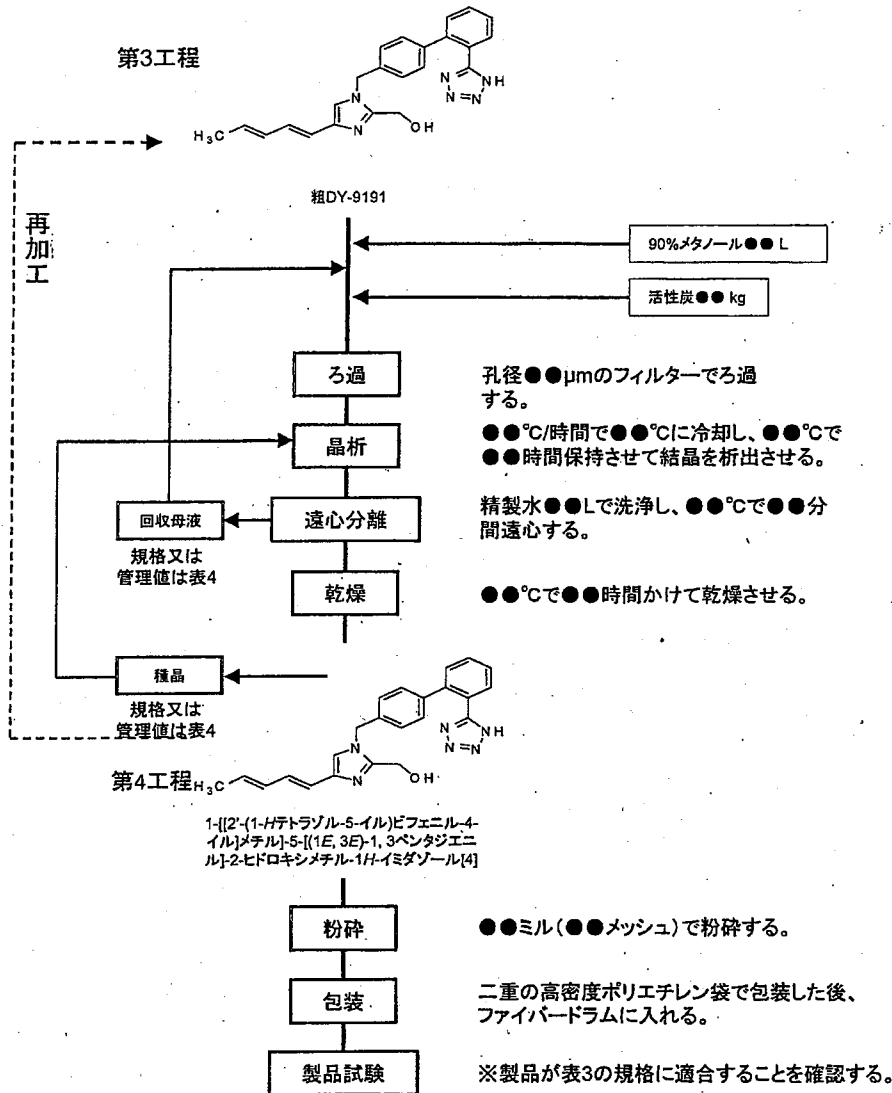 第3工程
N
N
N=N
NH
N
N
OH
H₃C
粗DY-9191
再加工
90%メタノール●● L
活性炭●● kg
ろ過
孔径●●µmのフィルターでろ過
する。
晶析
●●℃/時間で●●℃に冷却し、●●℃で
●●時間保持させて結晶を析出させる。
回収母液
遠心分離
精製水●●Lで洗浄し、●●℃で●●分
間遠心する。
規格又は
管理値は表4
乾燥
●●℃で●●時間かけて乾燥させる。
種晶
規格又は
管理値は表4
N
N
N=N
NH
N
N
OH
第4工程
H₃C
1-[[2'-(1-Hテトラゾル-5-イル)ビフェニル-4-
イル]メチル]-5-[(1E, 3E)-1, 3ペンタジエニ
ル]-2-ヒドロキシメチル-1H-イミダゾール[4]
粉砕
●●ミル(●●メッシュ)で粉砕する。
包装
二重の高密度ポリエチレン袋で包装した後、
ファイバードラムに入れる。
製品試験
※製品が表3の規格に適合することを確認する。